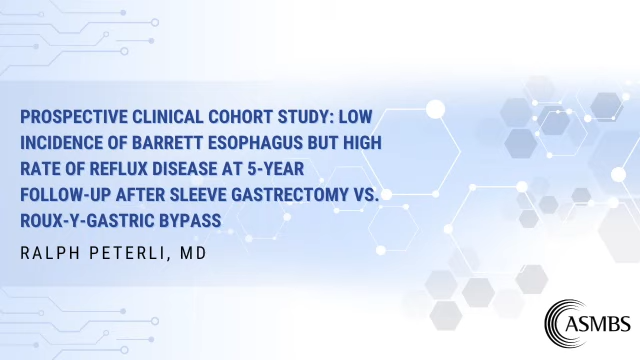 PROSPECTIVE CLINICAL COHORT STUDY: LOW
INCIDENCE OF BARRETT ESOPHAGUS BUT HIGH
RATE OF REFLUX DISEASE AT 5-YEAR
FOLLOW-UP AFTER SLEEVE GASTRECTOMY VS.
ROUX-Y-GASTRIC BYPASS
RALPH PETERLI, MD
ASMBS